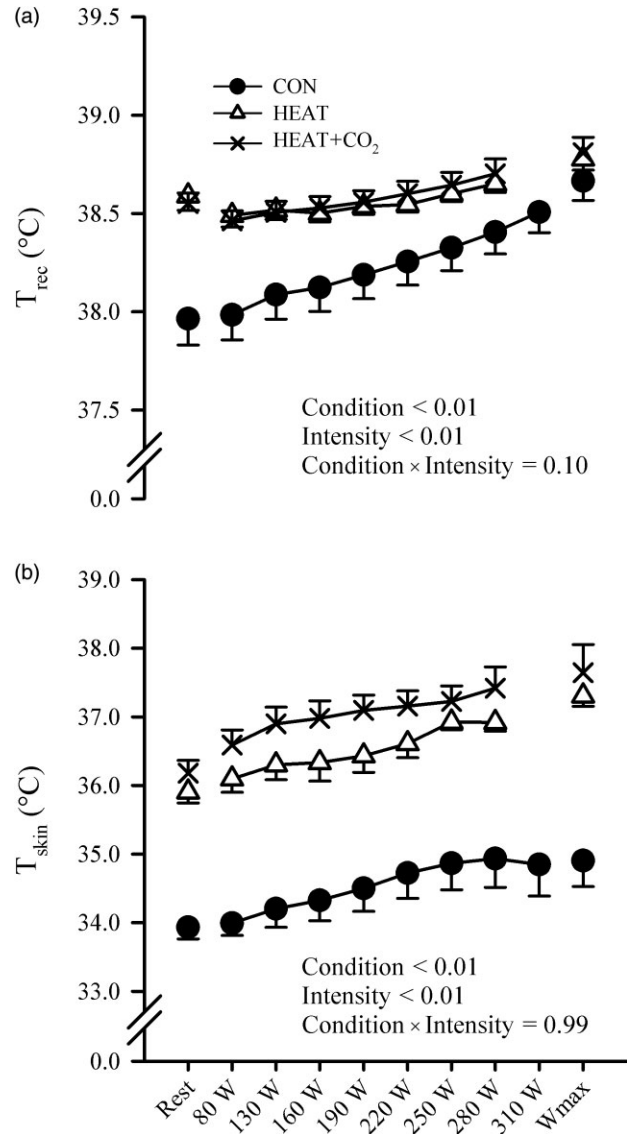 (a)
39.5
39.0
38.5
38.0
37.5
0.0
T_rec (°C)
CON
HEAT
HEAT+CO₂
Condition < 0.01
Intensity < 0.01
Condition × Intensity = 0.10
(b)
39.0
38.0
37.0
36.0
35.0
34.0
33.0
0.0
T_skin (°C)
Condition < 0.01
Intensity < 0.01
Condition × Intensity = 0.99
Rest
80 W
130 W
160 W
190 W
220 W
250 W
280 W
310 W
Wmax